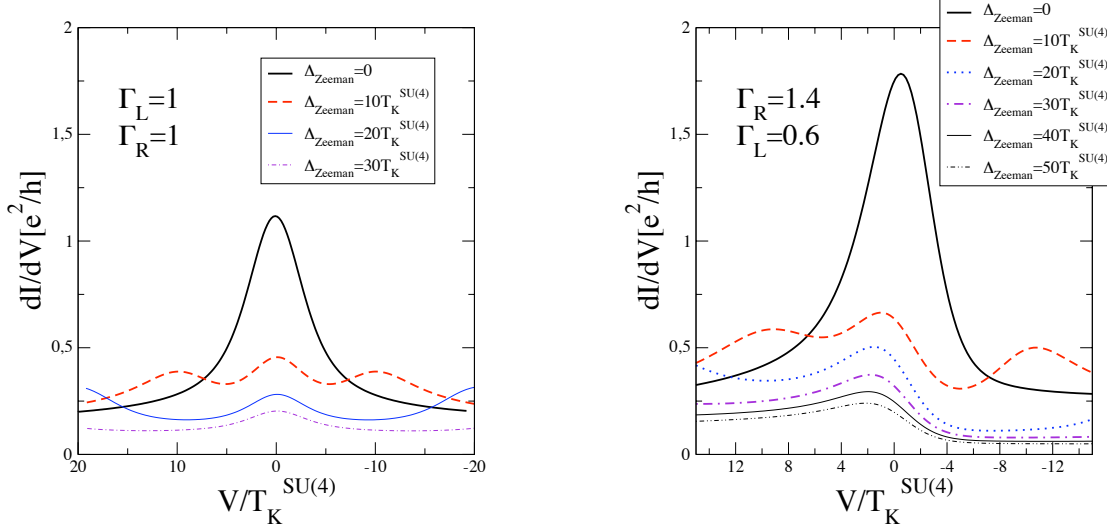 2
1,5
1
0,5
0
20
10
0
-10
-20
dI/dV[e²/h]
V/T_K^SU(4)
Γ_L=1
Γ_R=1
Δ_Zeeman=0
Δ_Zeeman=10T_K^SU(4)
Δ_Zeeman=20T_K^SU(4)
Δ_Zeeman=30T_K^SU(4)
2
1,5
1
0,5
0
12
8
4
0
-4
-8
-12
dI/dV[e²/h]
V/T_K^SU(4)
Γ_R=1.4
Γ_L=0.6
Δ_Zeeman=0
Δ_Zeeman=10T_K^SU(4)
Δ_Zeeman=20T_K^SU(4)
Δ_Zeeman=30T_K^SU(4)
Δ_Zeeman=40T_K^SU(4)
Δ_Zeeman=50T_K^SU(4)